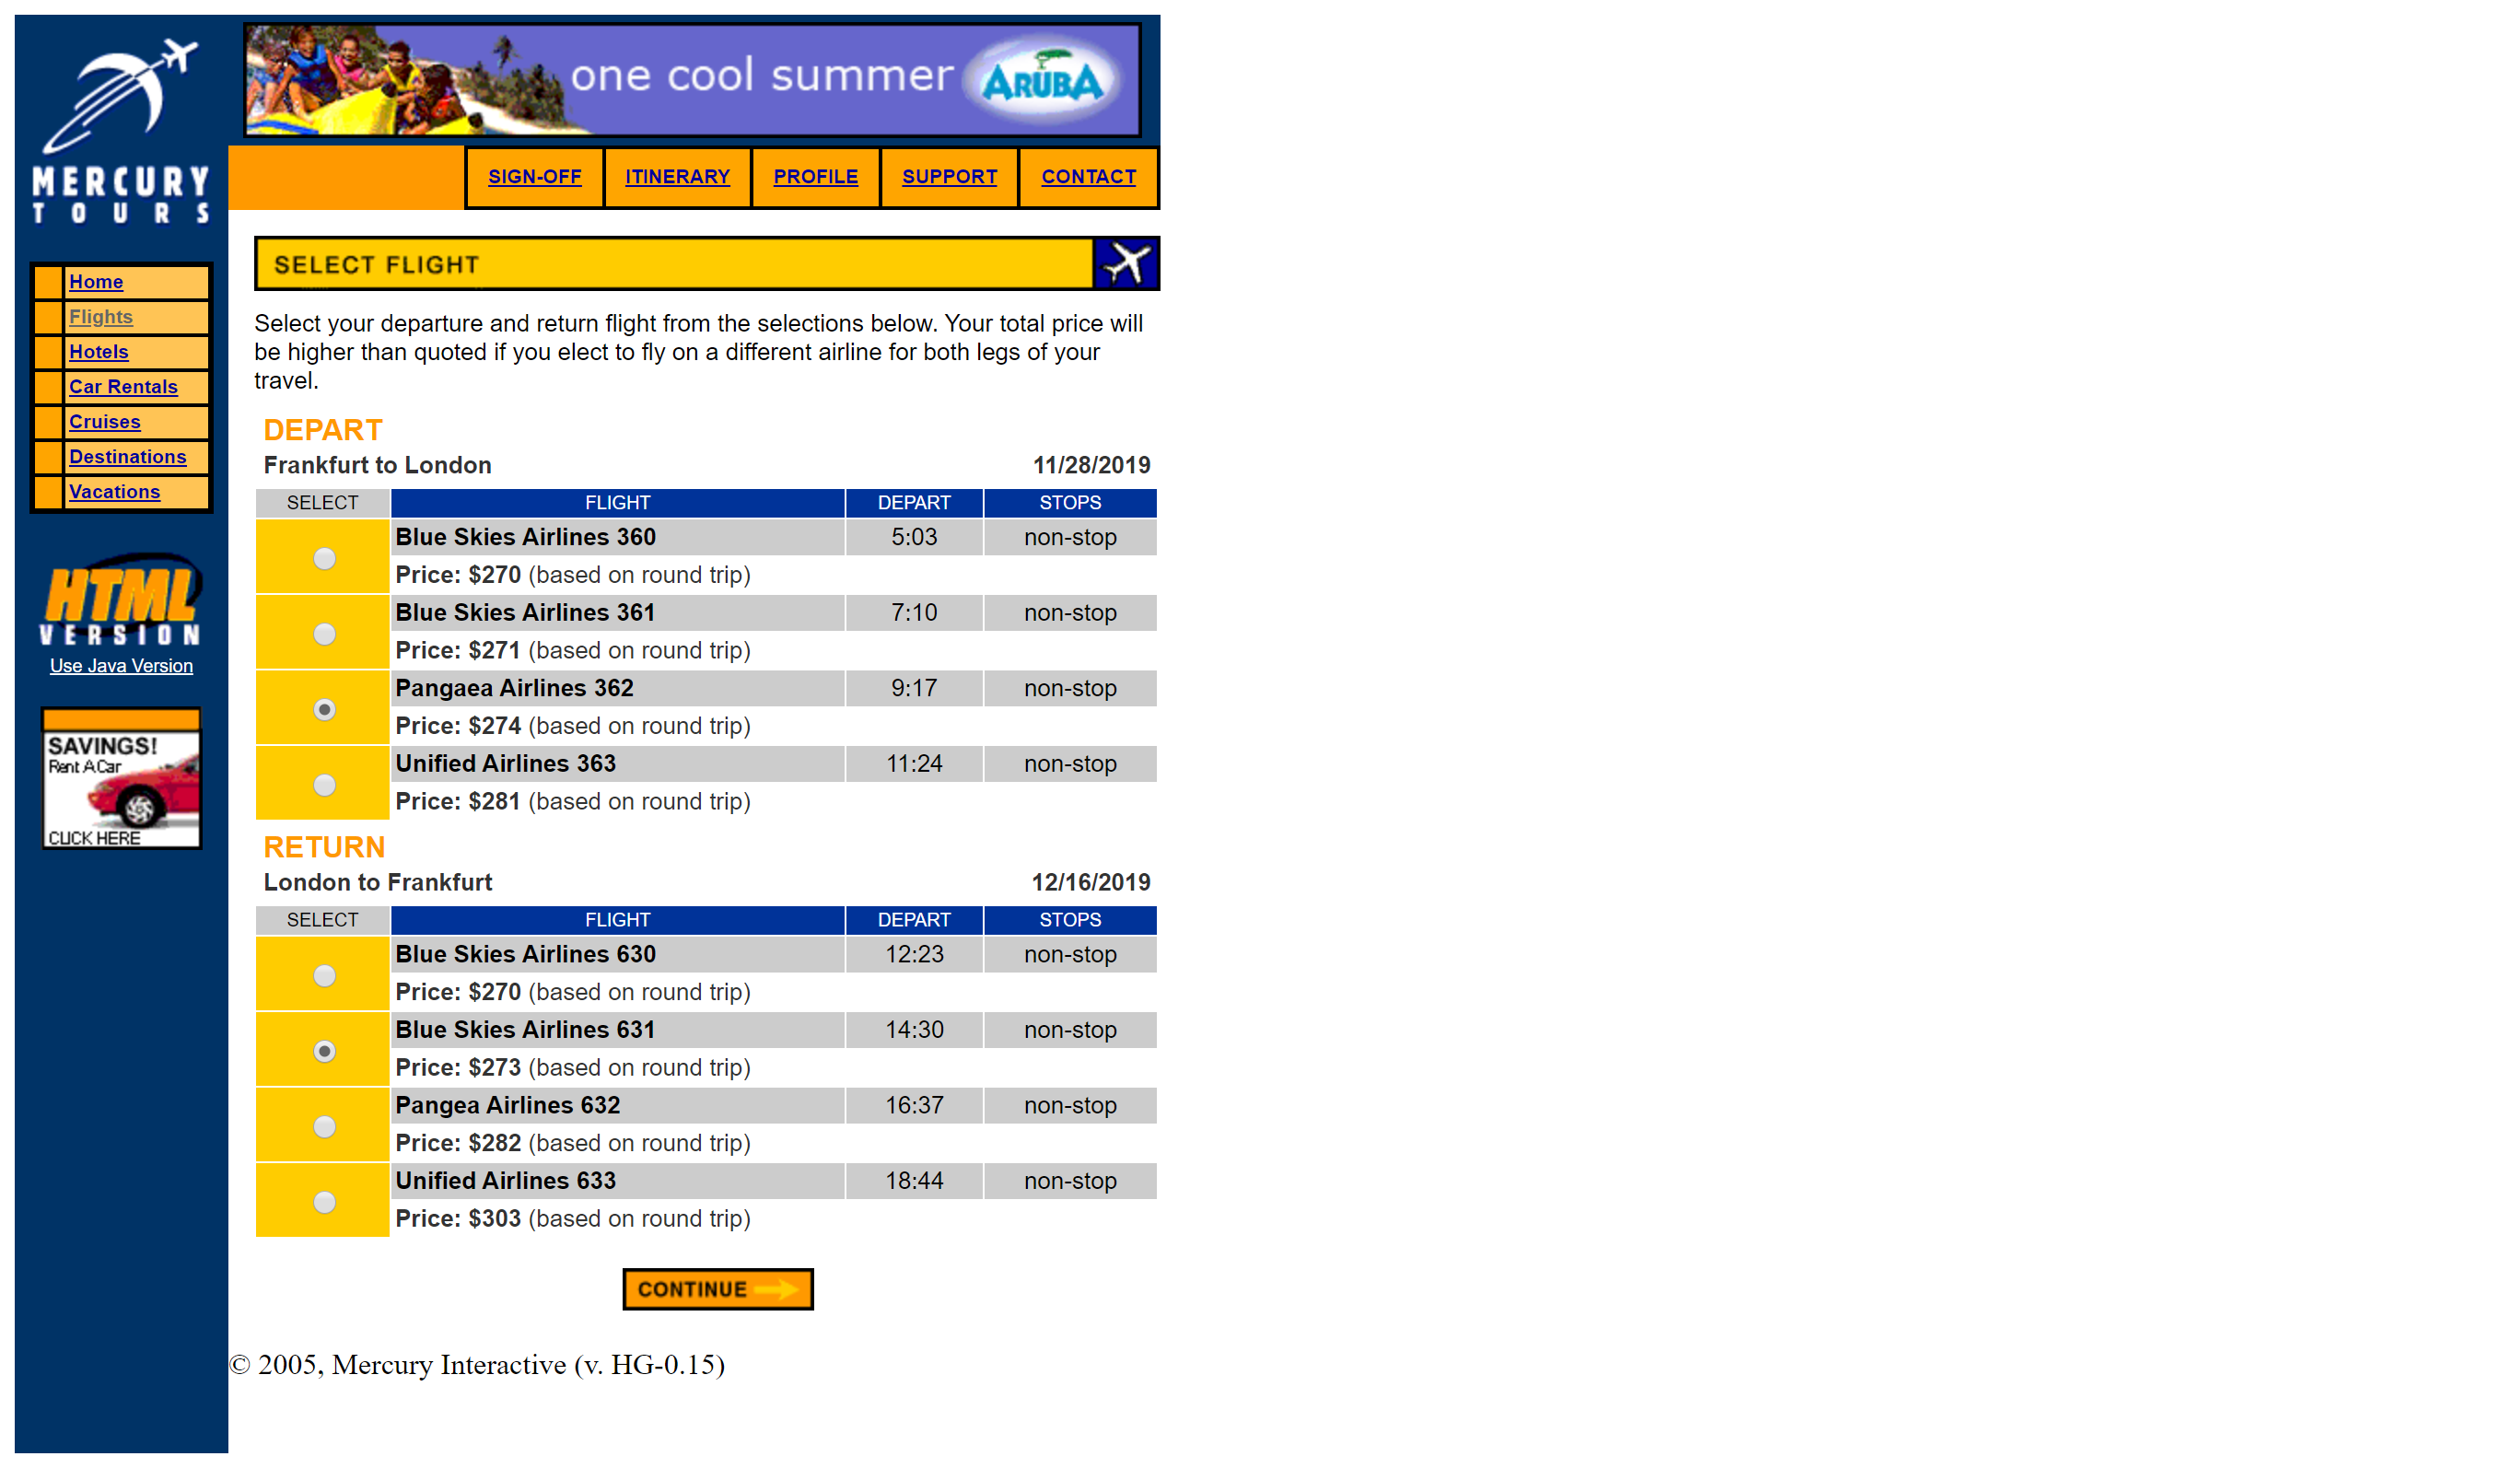 one cool summer ARUBA
MERCURY
TOURS
SIGN-OFF ITINERARY PROFILE SUPPORT CONTACT
Home
Flights
Hotels
Car Rentals
Cruises
Destinations
Vacations
HTML
VERSION
Use Java Version
SAVINGS!
Rent A Car
CLICK HERE
SELECT FLIGHT
Select your departure and return flight from the selections below. Your total price will
be higher than quoted if you elect to fly on a different airline for both legs of your
travel.
DEPART
Frankfurt to London 11/28/2019
SELECT FLIGHT DEPART STOPS
Blue Skies Airlines 360 5:03 non-stop
Price: $270 (based on round trip)
Blue Skies Airlines 361 7:10 non-stop
Price: $271 (based on round trip)
Pangaea Airlines 362 9:17 non-stop
Price: $274 (based on round trip)
Unified Airlines 363 11:24 non-stop
Price: $281 (based on round trip)
RETURN
London to Frankfurt 12/16/2019
SELECT FLIGHT DEPART STOPS
Blue Skies Airlines 630 12:23 non-stop
Price: $270 (based on round trip)
Blue Skies Airlines 631 14:30 non-stop
Price: $273 (based on round trip)
Pangea Airlines 632 16:37 non-stop
Price: $282 (based on round trip)
Unified Airlines 633 18:44 non-stop
Price: $303 (based on round trip)
CONTINUE
© 2005, Mercury Interactive (v. HG-0.15)